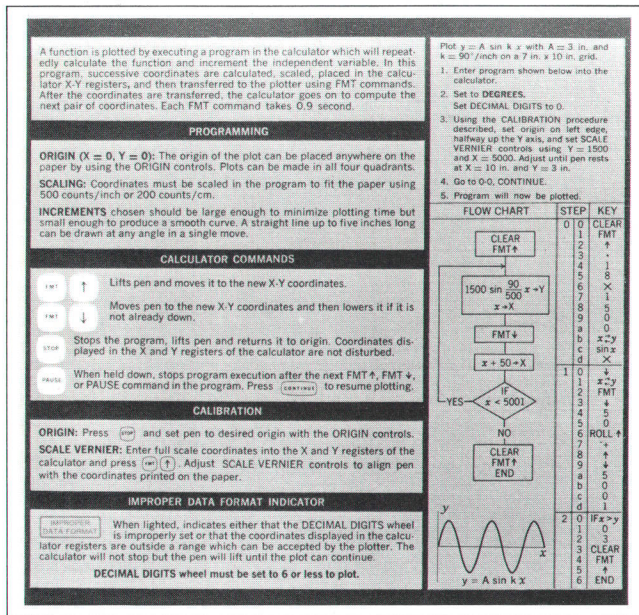 A function is plotted by executing a program in the calculator which will repeat-
edly calculate the function and increment the independent variable. In this
program, successive coordinates are calculated, scaled, placed in the calcu-
lator X-Y registers, and then transferred to the plotter using FMT commands.
After the coordinates are transferred, the calculator goes on to compute the
next pair of coordinates. Each FMT command takes 0.9 second.
PROGRAMMING
ORIGIN (X = 0, Y = 0): The origin of the plot can be placed anywhere on the
paper by using the ORIGIN controls. Plots can be made in all four quadrants.
SCALING: Coordinates must be scaled in the program to fit the paper using
500 counts/inch or 200 counts/cm.
INCREMENTS chosen should be large enough to minimize plotting time but
small enough to produce a smooth curve. A straight line up to five inches long
can be drawn at any angle in a single move.
CALCULATOR COMMANDS
FMT ↑ Lifts pen and moves it to the new X-Y coordinates.
FMT ↓ Moves pen to the new X-Y coordinates and then lowers it if it is
not already down.
STOP Stops the program, lifts pen and returns it to origin. Coordinates dis-
played in the X and Y registers of the calculator are not disturbed.
PAUSE When held down, stops program execution after the next FMT↑, FMT ↓,
or PAUSE command in the program. Press CONTINUE to resume plotting.
CALIBRATION
ORIGIN: Press STOP and set pen to desired origin with the ORIGIN controls.
SCALE VERNIER: Enter full scale coordinates into the X and Y registers of the
calculator and press FMT ↑. Adjust SCALE VERNIER controls to align pen
with the coordinates printed on the paper.
IMPROPER DATA FORMAT INDICATOR
IMPROPER
DATA FORMAT
When lighted, indicates either that the DECIMAL DIGITS wheel
is improperly set or that the coordinates displayed in the calcu-
lator registers are outside a range which can be accepted by the plotter. The
calculator will not stop but the pen will lift until the plot can continue.
DECIMAL DIGITS wheel must be set to 6 or less to plot.
Plot y = A sin k x with A = 3 in. and
k = 90°/inch on a 7 in. x 10 in. grid.
1. Enter program shown below into the
calculator.
2. Set to DEGREES.
Set DECIMAL DIGITS to 0.
3. Using the CALIBRATION procedure
described, set origin on left edge,
halfway up the Y axis, and set SCALE
VERNIER controls using Y = 1500
and X = 5000. Adjust until pen rests
at X = 10 in. and Y = 3 in.
4. Go to 0-0, CONTINUE.
5. Program will now be plotted.
FLOW CHART
CLEAR
FMT↑
1500 sin 90/500 x→Y
x→X
FMT↓
x + 50→X
IF
x < 5001
YES
NO
CLEAR
FMT↑
END
y
x
y = A sin k x
STEP KEY
0 0 CLEAR
1 FMT
2 ↑
3 .
4 1
5 8
6 X
7 1
8 5
9 0
a 0
b x⇄y
c sin x
d X
1 0 ↓
1 x⇄y
2 FMT
3 ↓
4 5
5 0
6 ROLL ↑
7 +
8 ↑
9 ↓
a 5
b 0
c 0
d 1
2 0 IF x>y
1 0
2 3
3 CLEAR
4 FMT
5 ↑
6 END